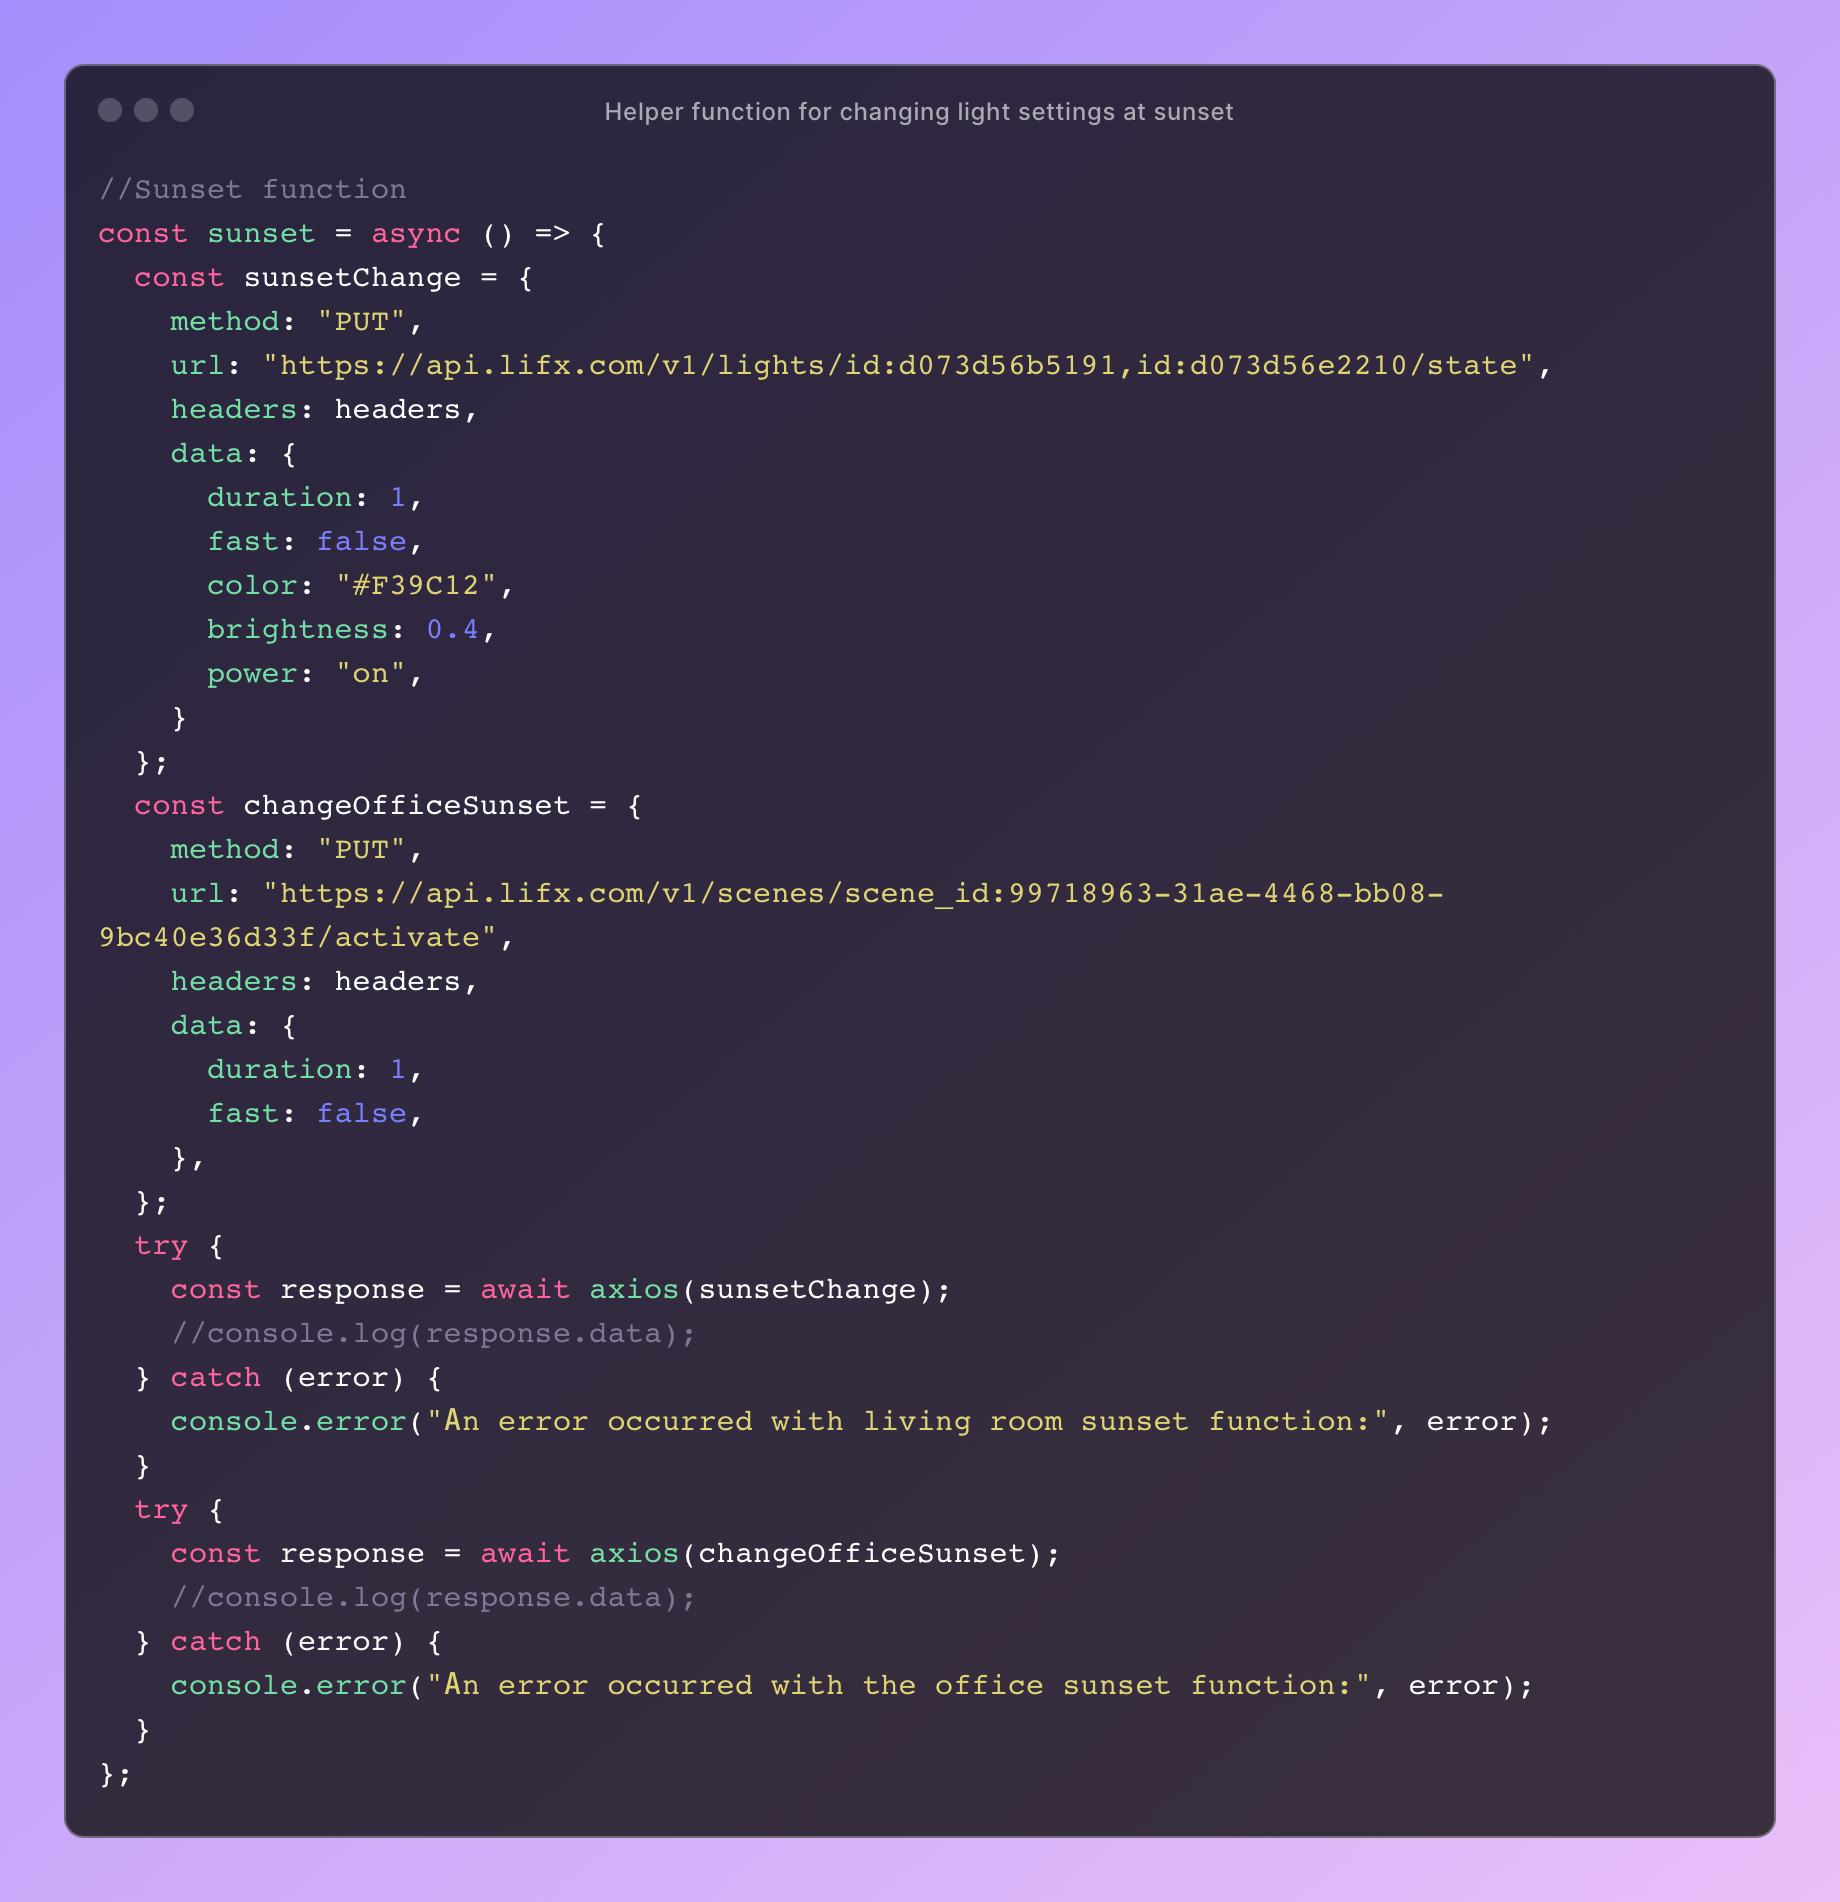 Helper function for changing light settings at sunset
//Sunset function
const sunset = async () => {
  const sunsetChange = {
    method: "PUT",
    url: "https://api.lifx.com/v1/lights/id:d073d56b5191,id:d073d56e2210/state",
    headers: headers,
    data: {
      duration: 1,
      fast: false,
      color: "#F39C12",
      brightness: 0.4,
      power: "on",
    }
  };
  const changeOfficeSunset = {
    method: "PUT",
    url: "https://api.lifx.com/v1/scenes/scene_id:99718963-31ae-4468-bb08-
9bc40e36d33f/activate",
    headers: headers,
    data: {
      duration: 1,
      fast: false,
    },
  };
  try {
    const response = await axios(sunsetChange);
    //console.log(response.data);
  } catch (error) {
    console.error("An error occurred with living room sunset function:", error);
  }
  try {
    const response = await axios(changeOfficeSunset);
    //console.log(response.data);
  } catch (error) {
    console.error("An error occurred with the office sunset function:", error);
  }
};